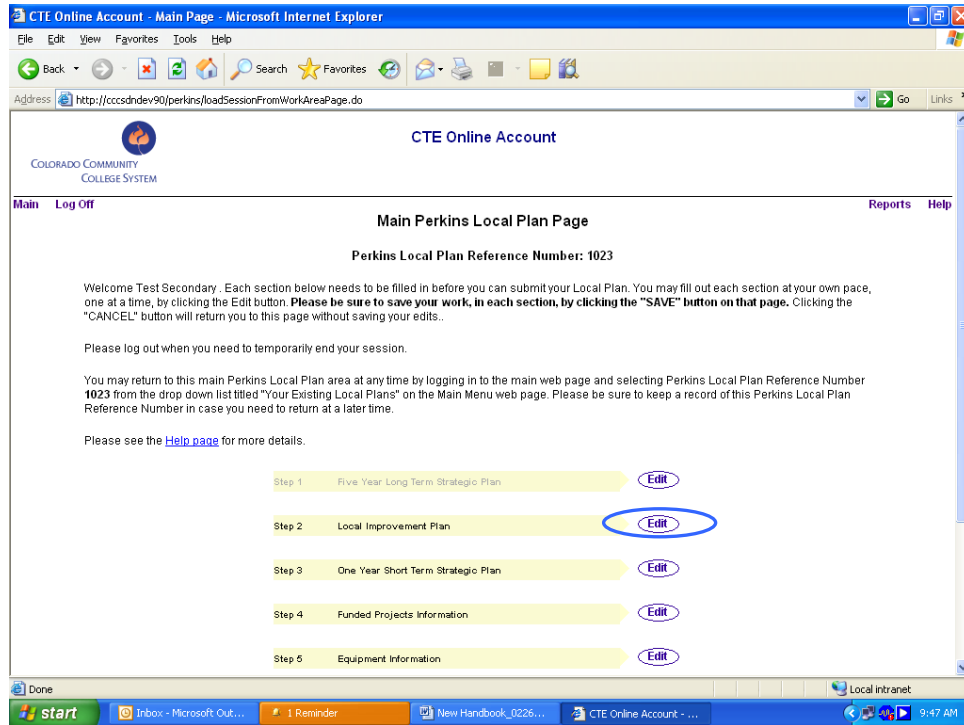 CTE Online Account - Main Page - Microsoft Internet Explorer
File Edit View Favorites Tools Help
Back Search Favorites
Address http://cccsdndev90/perkins/loadSessionFromWorkAreaPage.do Go Links
CTE Online Account
COLORADO COMMUNITY
COLLEGE SYSTEM
Main Log Off Reports Help
Main Perkins Local Plan Page
Perkins Local Plan Reference Number: 1023
Welcome Test Secondary . Each section below needs to be filled in before you can submit your Local Plan. You may fill out each section at your own pace,
one at a time, by clicking the Edit button. Please be sure to save your work, in each section, by clicking the "SAVE" button on that page. Clicking the
"CANCEL" button will return you to this page without saving your edits..
Please log out when you need to temporarily end your session.
You may return to this main Perkins Local Plan area at any time by logging in to the main web page and selecting Perkins Local Plan Reference Number
1023 from the drop down list titled "Your Existing Local Plans" on the Main Menu web page. Please be sure to keep a record of this Perkins Local Plan
Reference Number in case you need to return at a later time.
Please see the Help page for more details.
Step 1 Five Year Long Term Strategic Plan Edit
Step 2 Local Improvement Plan Edit
Step 3 One Year Short Term Strategic Plan Edit
Step 4 Funded Projects Information Edit
Step 5 Equipment Information Edit
Done Local intranet
start Inbox - Microsoft Out... 1 Reminder New Handbook_0226... CTE Online Account - ... 9:47 AM